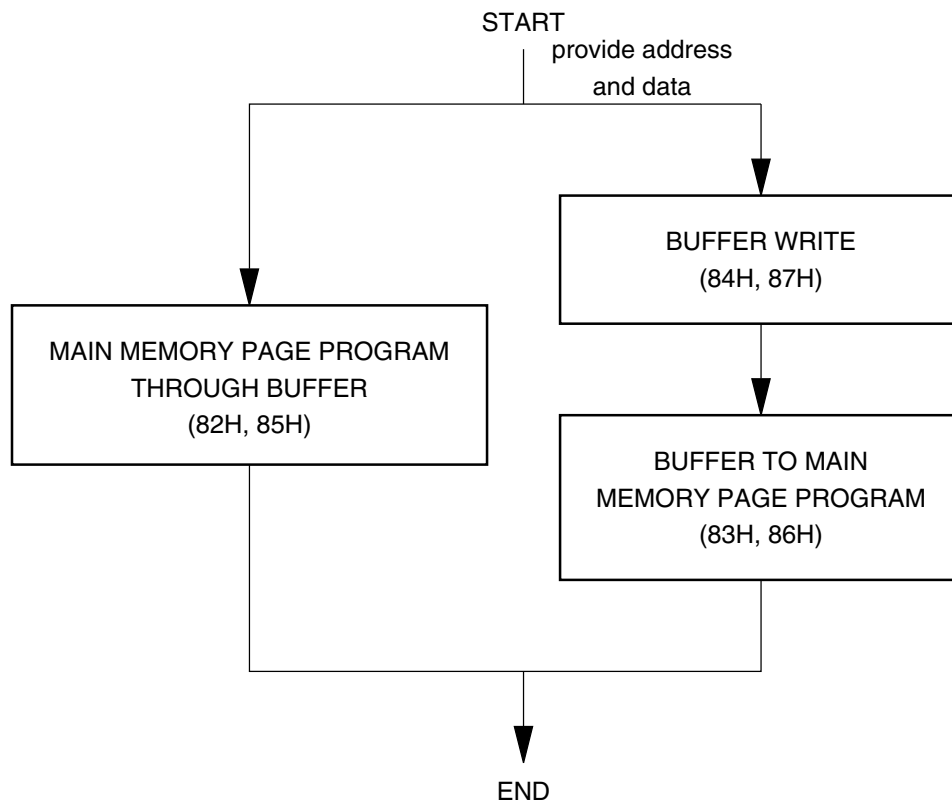 START
provide address
and data
BUFFER WRITE
(84H, 87H)
MAIN MEMORY PAGE PROGRAM
THROUGH BUFFER
(82H, 85H)
BUFFER TO MAIN
MEMORY PAGE PROGRAM
(83H, 86H)
END